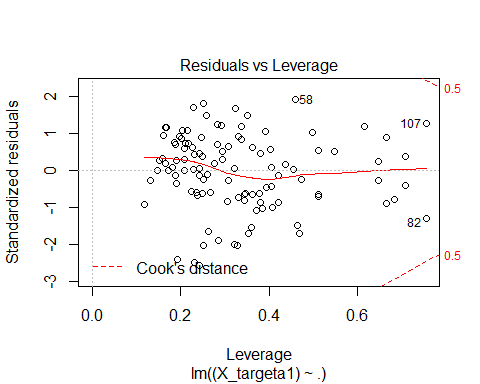 Residuals vs Leverage
Standardized residuals
2
1
0
-1
-2
-3
0.5
58
107
82
0.5
Cook's distance
0.0 0.2 0.4 0.6
Leverage
lm((X_targeta1) ~ .)